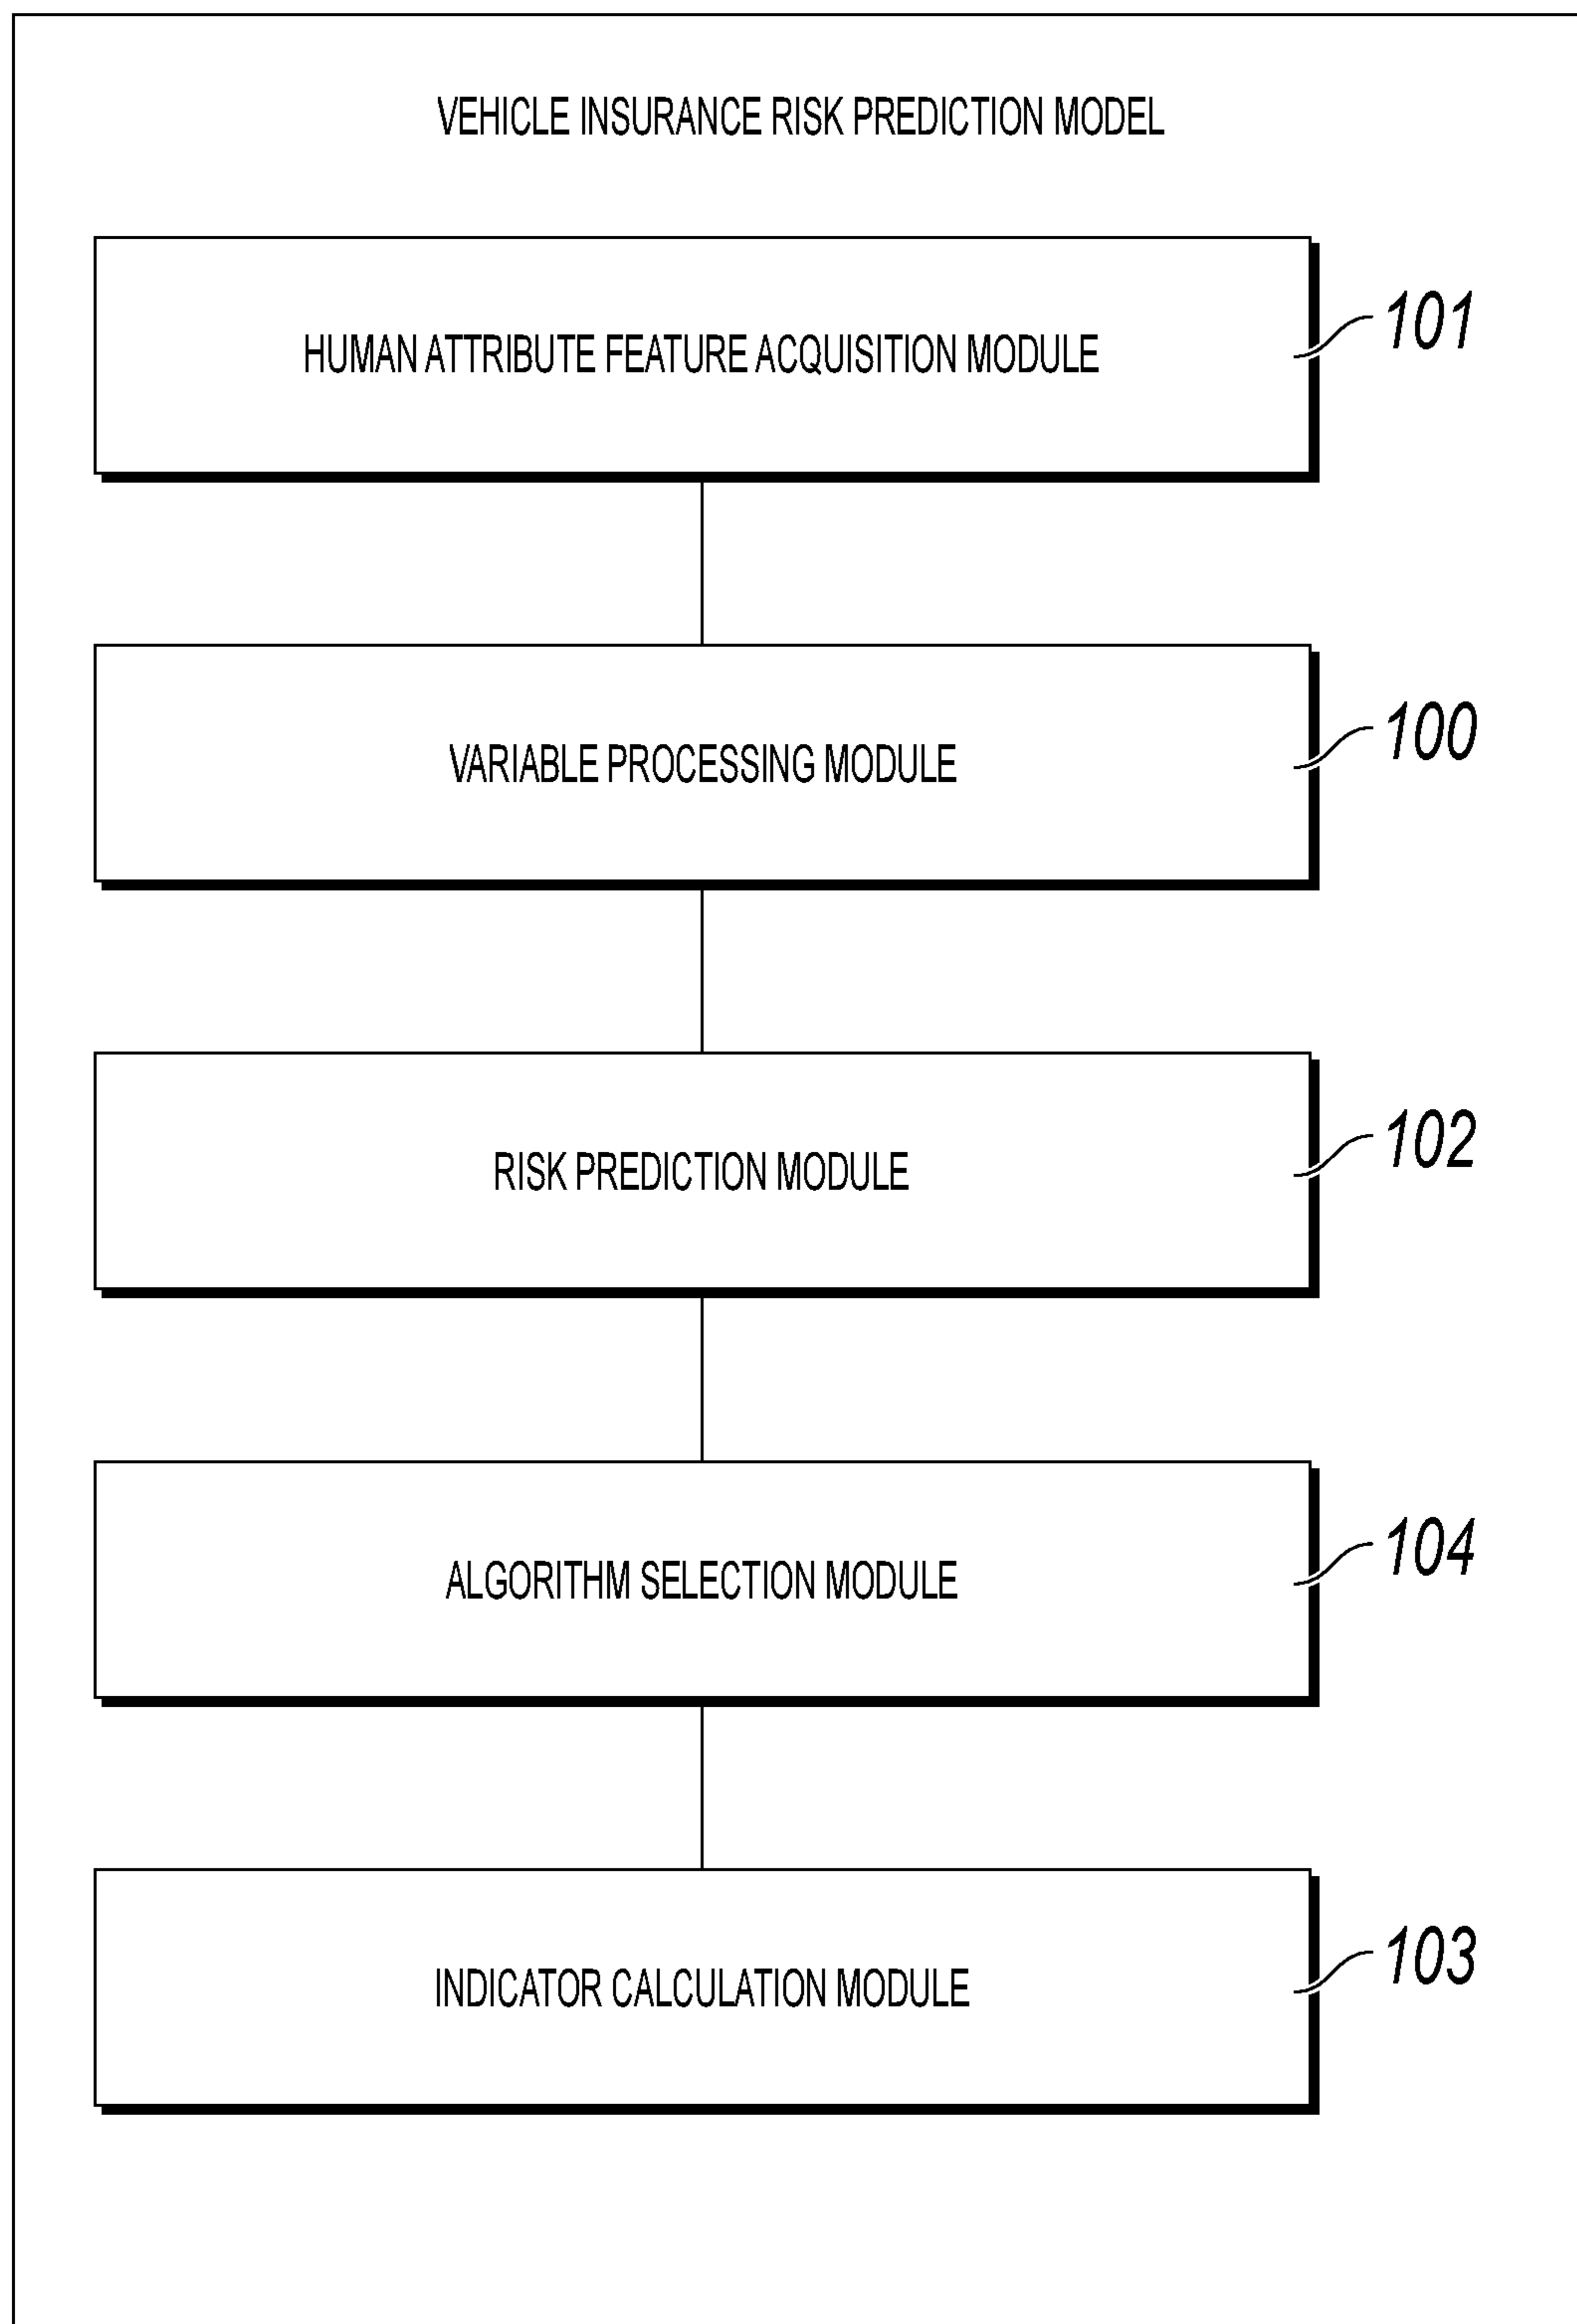 VEHICLE INSURANCE RISK PREDICTION MODEL
HUMAN ATTRIBUTE FEATURE ACQUISITION MODULE
101
VARIABLE PROCESSING MODULE
100
RISK PREDICTION MODULE
102
ALGORITHM SELECTION MODULE
104
INDICATOR CALCULATION MODULE
103